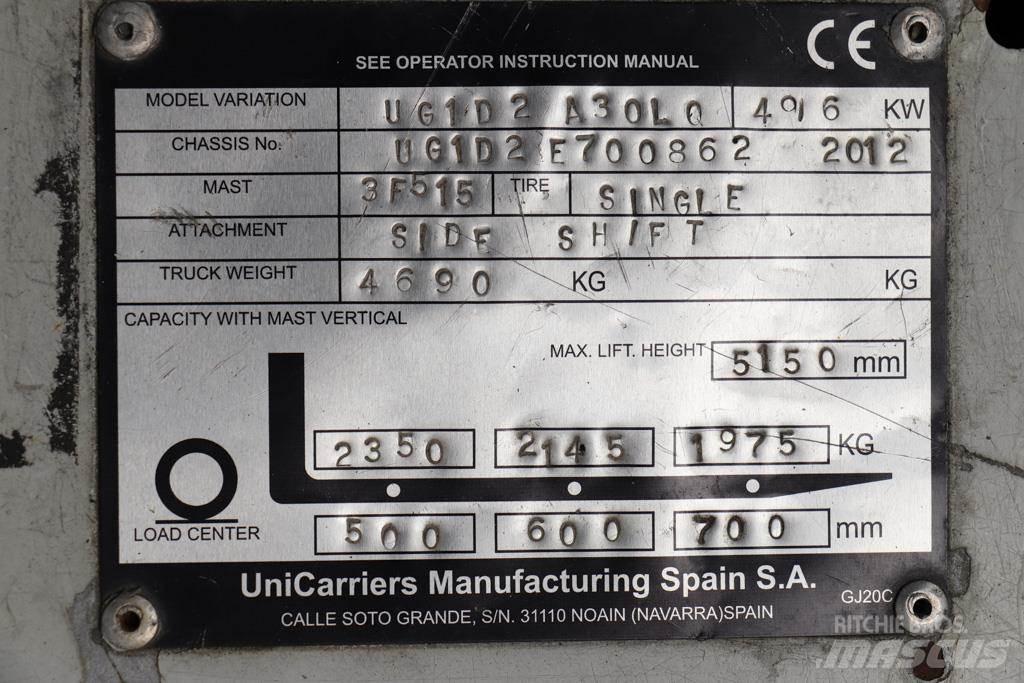 CE
SEE OPERATOR INSTRUCTION MANUAL
MODEL VARIATION UG1D2 A30LQ 496 KW
CHASSIS No. UG1D2E700862 2012
MAST 3F515 TIRE SINGLE
ATTACHMENT SIDE SHIFT
TRUCK WEIGHT 4690 KG KG
CAPACITY WITH MAST VERTICAL
MAX. LIFT. HEIGHT 5150 mm
2350 2145 1975 KG
LOAD CENTER 500 600 700 mm
UniCarriers Manufacturing Spain S.A.
GJ20C
CALLE SOTO GRANDE, S/N. 31110 NOAIN (NAVARRA)SPAIN
RITCHIE BROS.
MASCUS